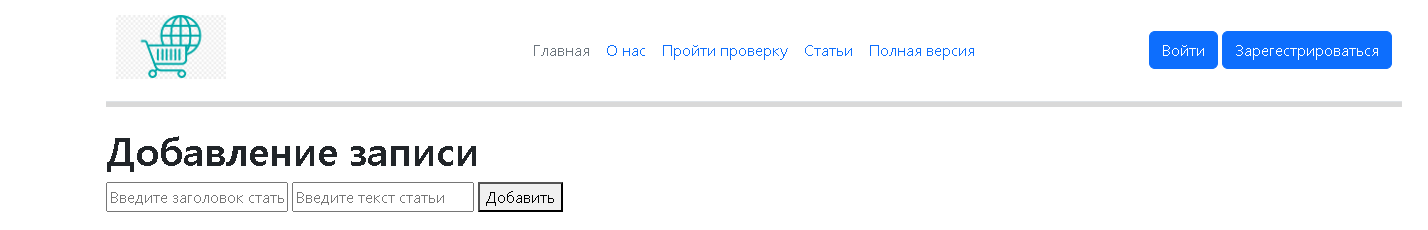 Главная О нас Пройти проверку Статьи Полная версия Войти Зарегестрироваться
Добавление записи
Введите заголовок стать Введите текст статьи Добавить